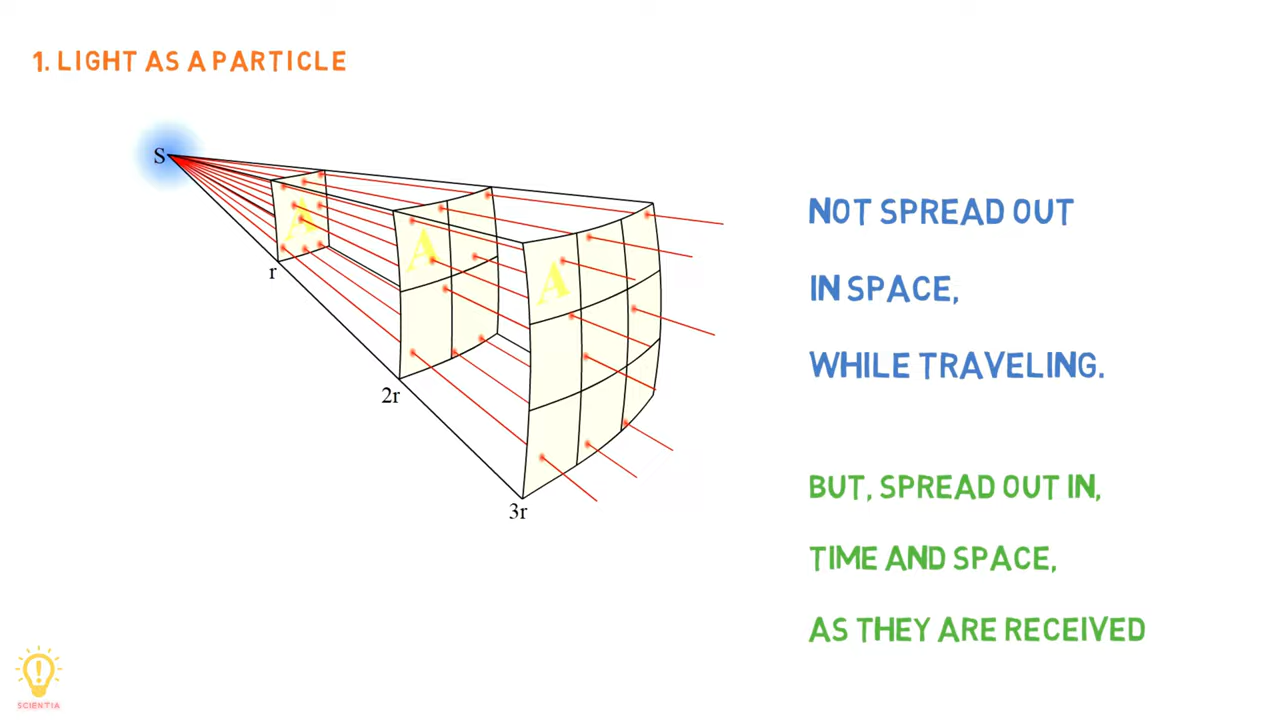 1. LIGHT AS A PARTICLE
S
A
A
A
r
2r
3r
NOT SPREAD OUT
IN SPACE,
WHILE TRAVELING.
BUT, SPREAD OUT IN,
TIME AND SPACE,
AS THEY ARE RECEIVED
SCIENTIA